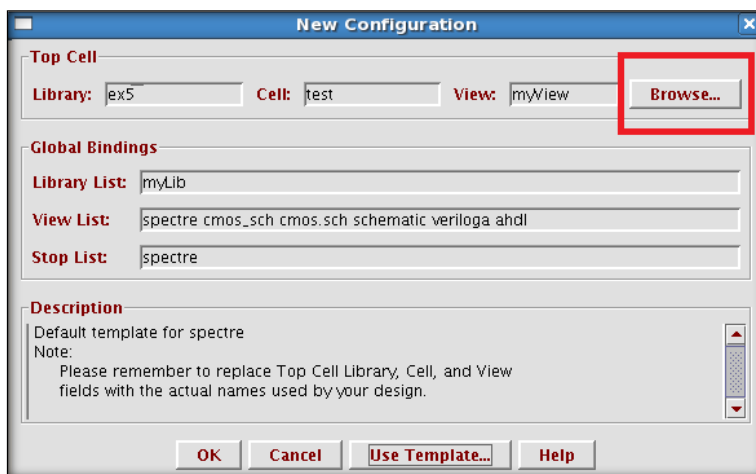 New Configuration
Top Cell
Library: ex5 Cell: test View: myView Browse...
Global Bindings
Library List: myLib
View List: spectre cmos_sch cmos.sch schematic veriloga ahdl
Stop List: spectre
Description
Default template for spectre
Note:
Please remember to replace Top Cell Library, Cell, and View
fields with the actual names used by your design.
OK Cancel Use Template... Help